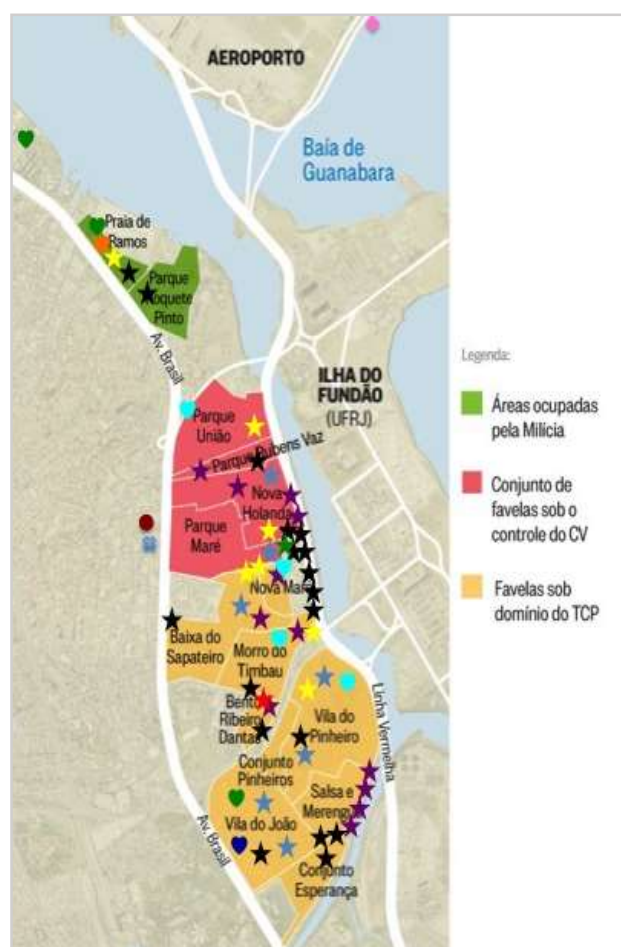 AEROPORTO
Baía de
Guanabara
Praia de
Ramos
Parque
Roquete
Pinto
Av. Brasil
ILHA DO
FUNDÃO
(UFRJ)
Parque
União
Parque Rubens Vaz
Nova
Holanda
Parque
Maré
Nova Maré
Baixa do
Sapateiro
Morro do
Timbau
Bento
Ribeiro
Dantas
Vila do
Pinheiro
Linha Vermelha
Conjunto
Pinheiros
Salsa e
Merengue
Vila do João
Av. Brasil
Conjunto
Esperança
Legenda:
Áreas ocupadas
pela Milícia
Conjunto de
favelas sob o
controle do CV
Favelas sob
domínio do TCP